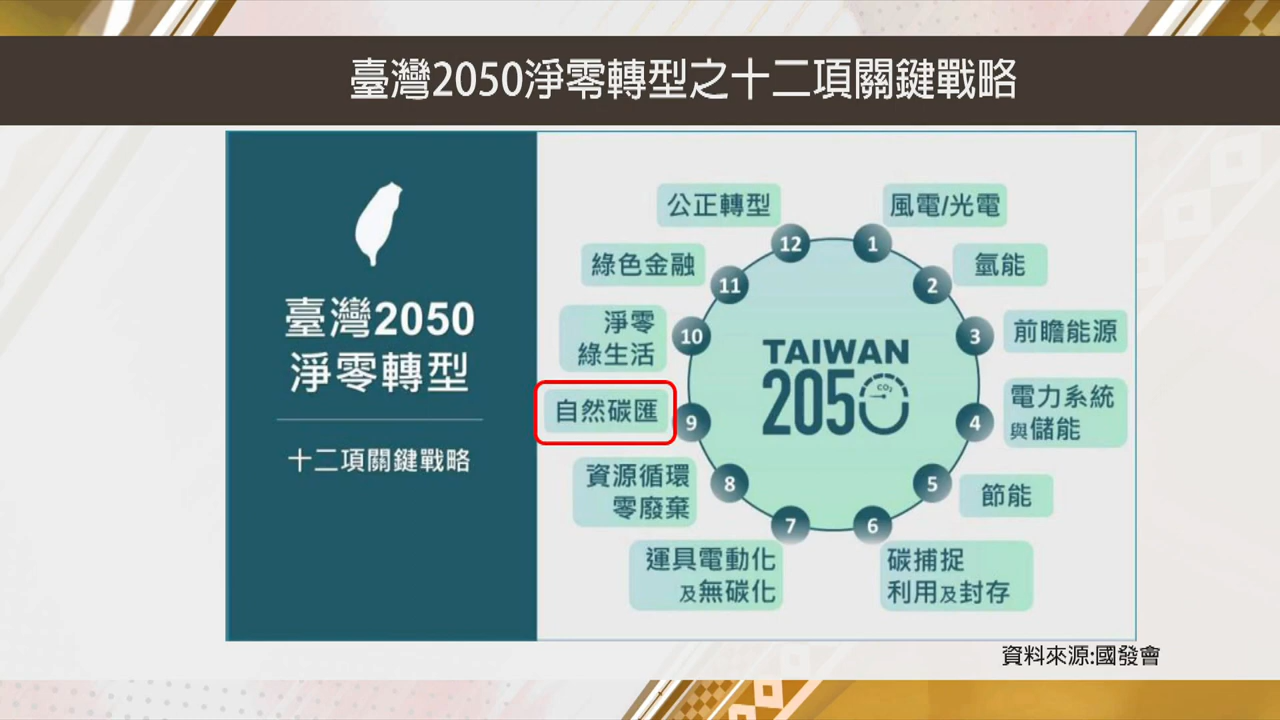 臺灣2050淨零轉型之十二項關鍵戰略
臺灣2050
淨零轉型
十二項關鍵戰略
TAIWAN
2050
CO₂
1
風電/光電
2
氫能
3
前瞻能源
4
電力系統
與儲能
5
節能
6
碳捕捉
利用及封存
7
運具電動化
及無碳化
8
資源循環
零廢棄
9
自然碳匯
10
淨零
綠生活
11
綠色金融
12
公正轉型
資料來源:國發會